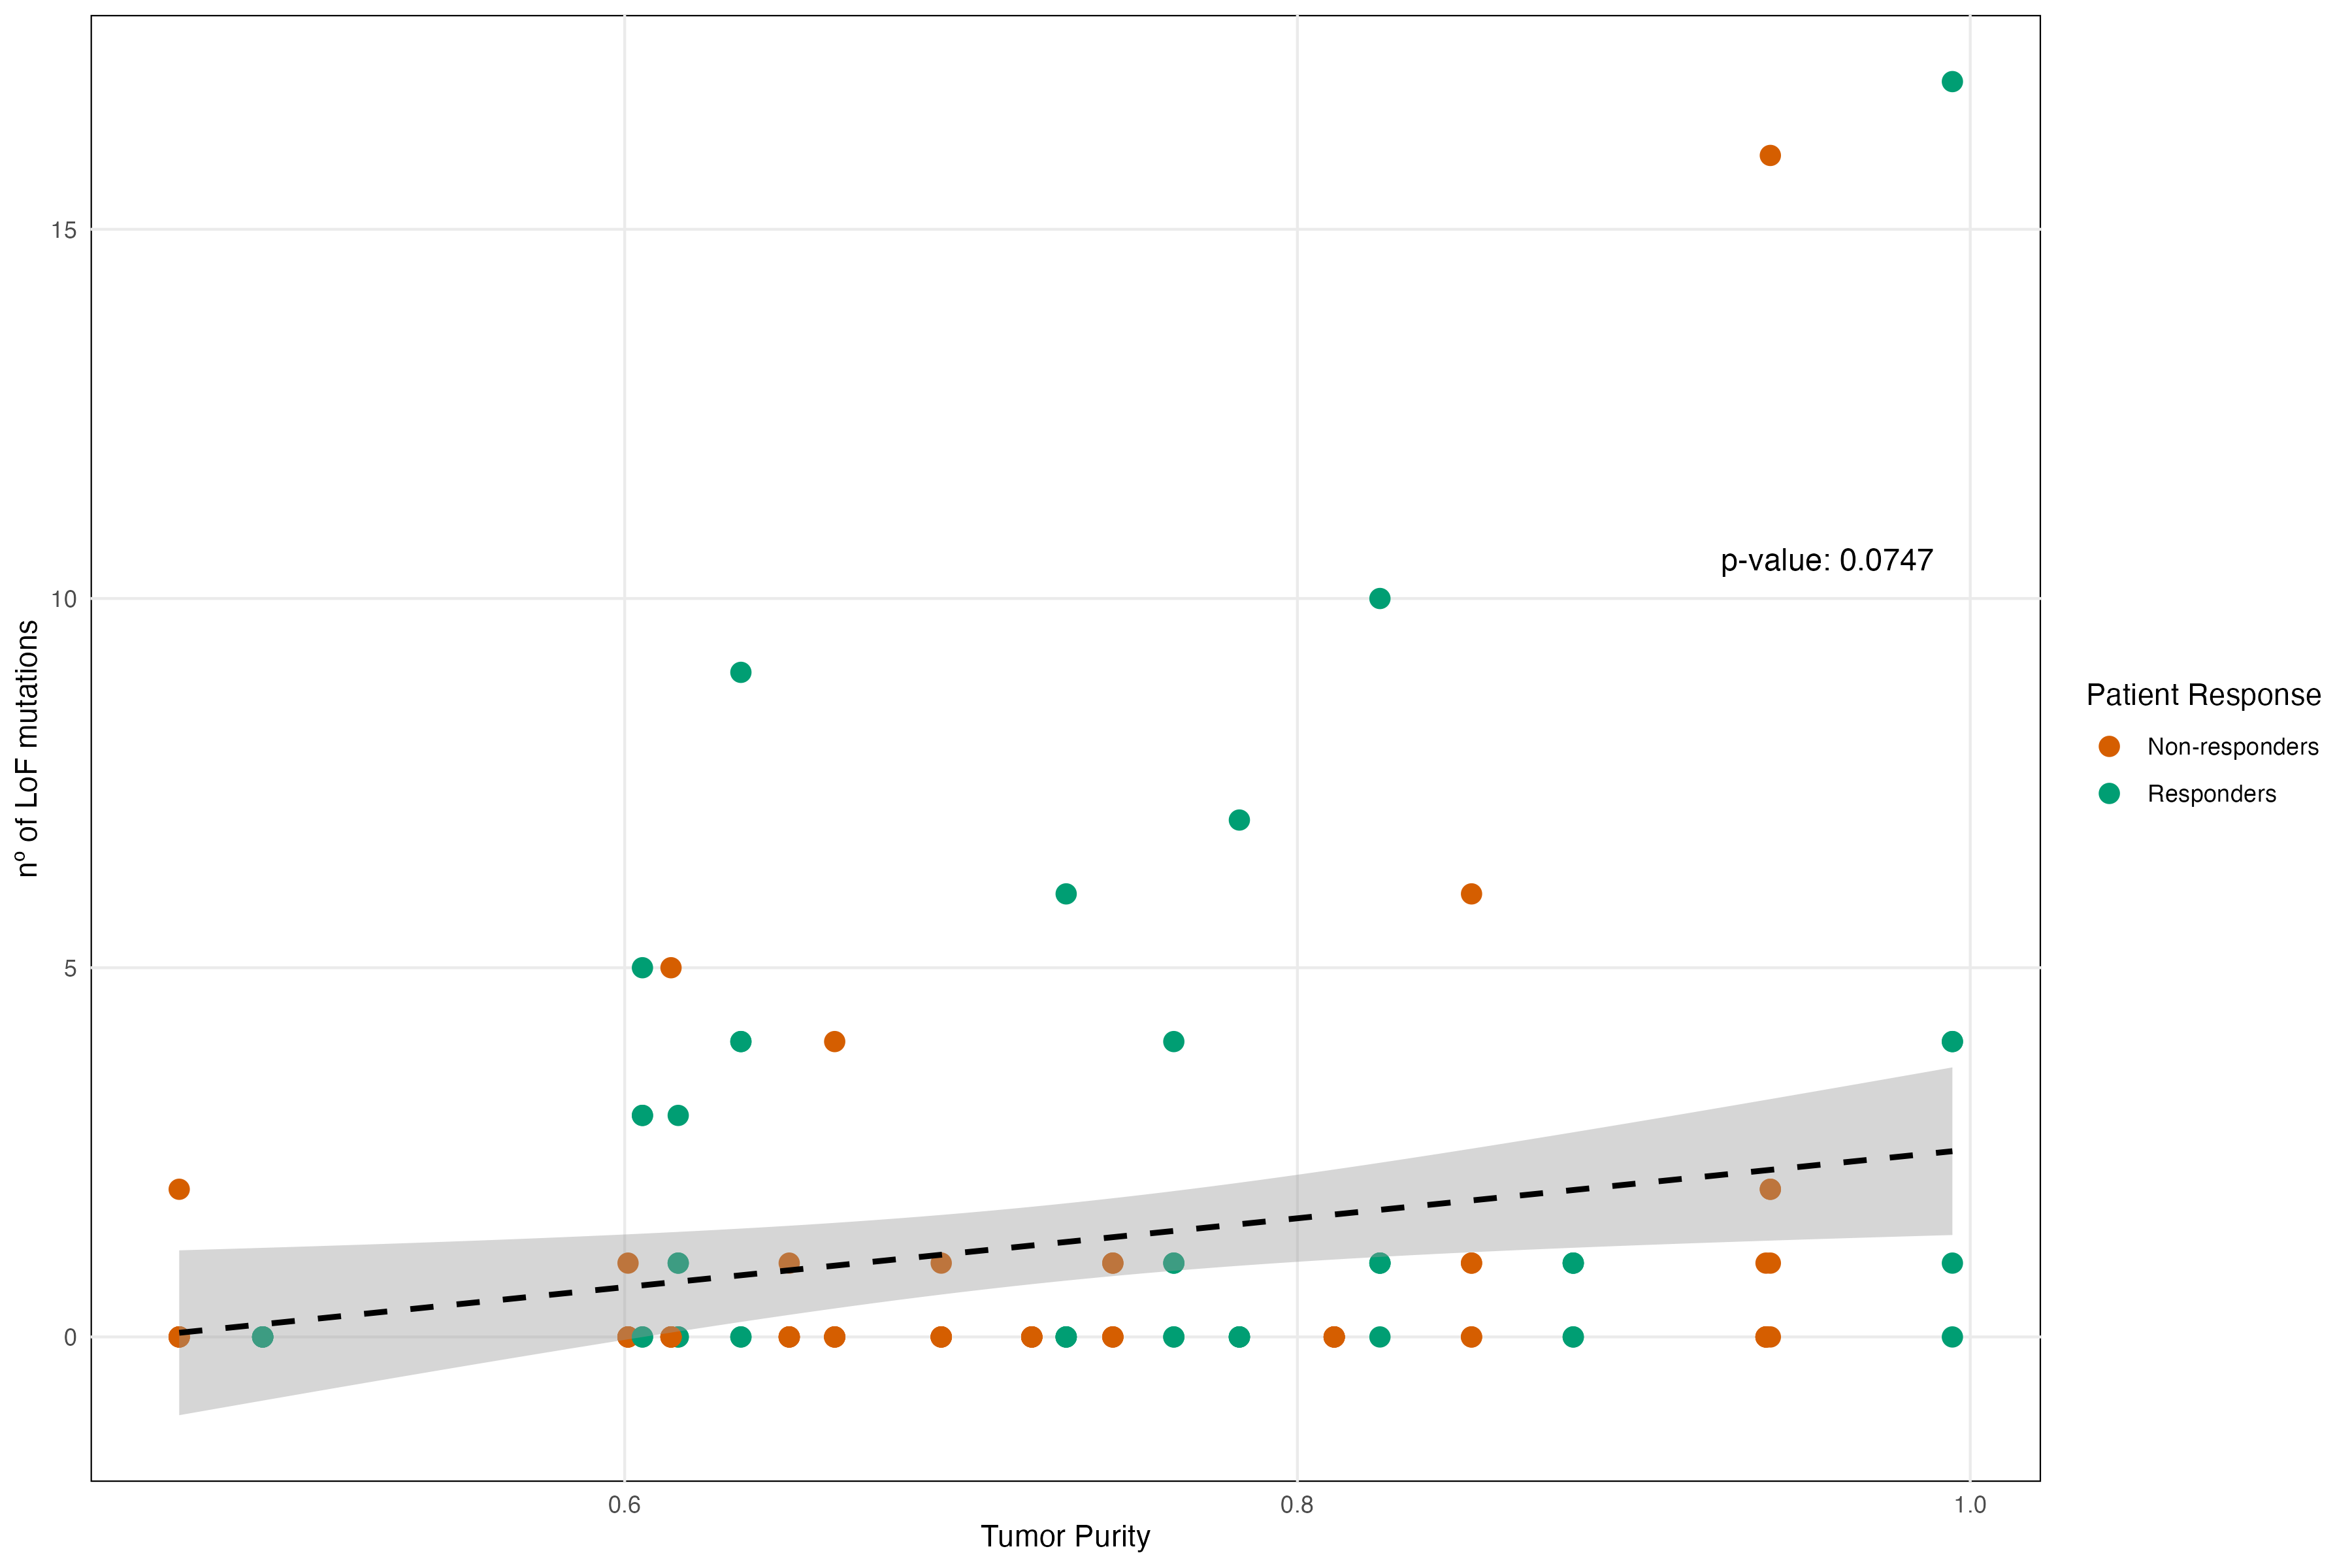 15
10
5
0
nº of LoF mutations
p-value: 0.0747
0.6
0.8
1.0
Tumor Purity
Patient Response
Non-responders
Responders